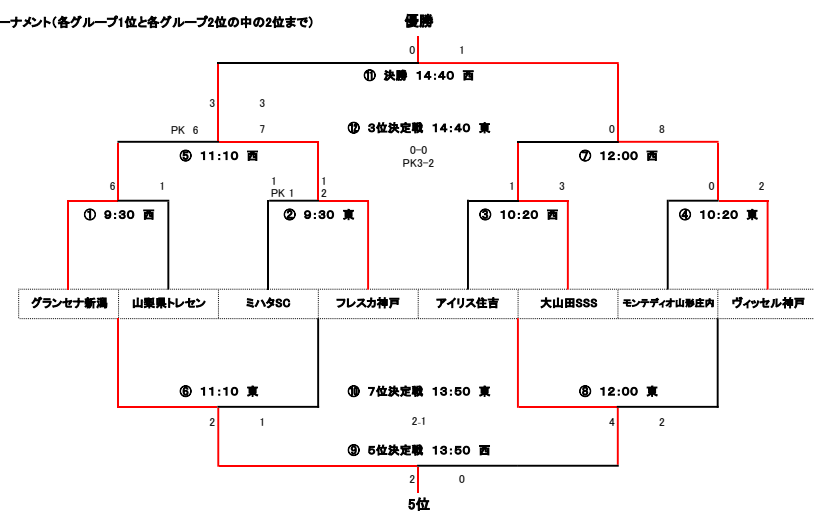 ーナメント（各グループ1位と各グループ2位の中の2位まで）
優勝
0 1
⑪ 決勝 14:40 西
3 3
PK 6 7
⑫ 3位決定戦 14:40 東
0 8
0-0
PK3-2
⑤ 11:10 西
⑦ 12:00 西
6 1
1 1
PK 1 2
1 3
0 2
① 9:30 西
② 9:30 東
③ 10:20 西
④ 10:20 東
グランセナ新潟 山梨県トレセン ミハタSC フレスカ神戸 アイリス住吉 大山田SSS モンテディオ山形庄内 ヴィッセル神戸
⑥ 11:10 東
⑩ 7位決定戦 13:50 東
⑧ 12:00 東
2 1
2-1
4 2
⑨ 5位決定戦 13:50 西
2 0
5位